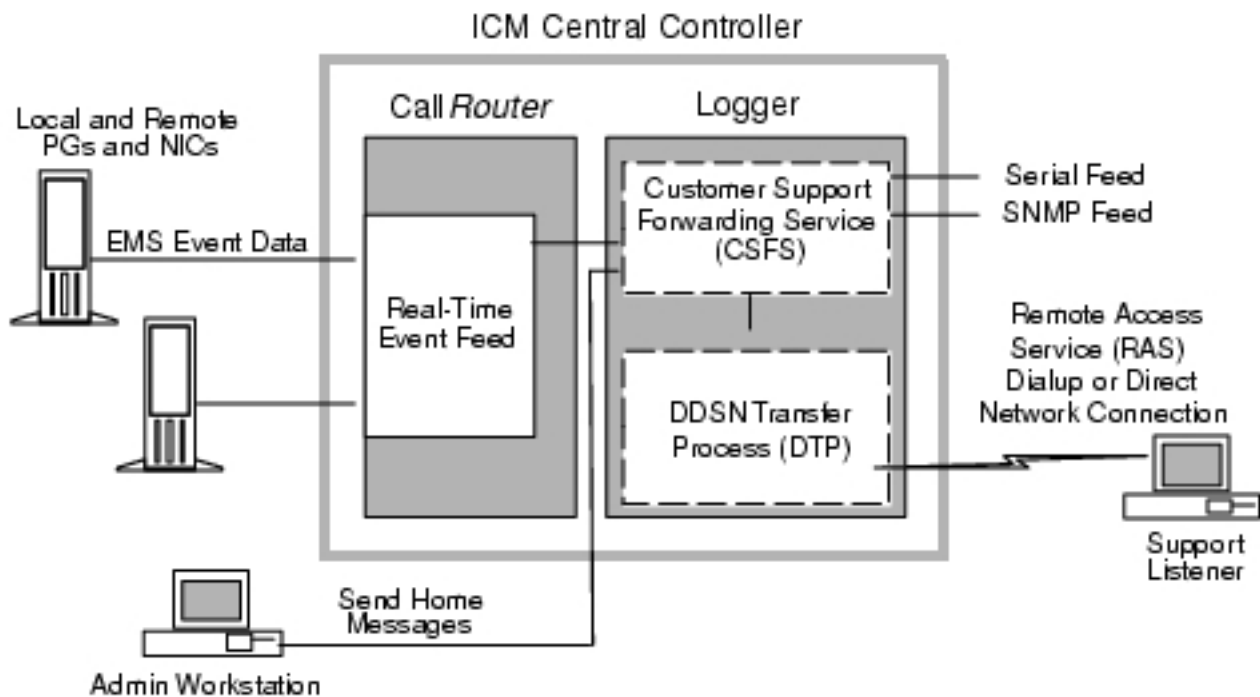 ICM Central Controller
Call Router
Logger
Local and Remote
PGs and NICs
EMS Event Data
Real-Time
Event Feed
Customer Support
Forwarding Service
(CSFS)
Serial Feed
SNMP Feed
DDSN Transfer
Process (DTP)
Remote Access
Service (RAS)
Dialup or Direct
Network Connection
Support
Listener
Send Home
Messages
Admin Workstation